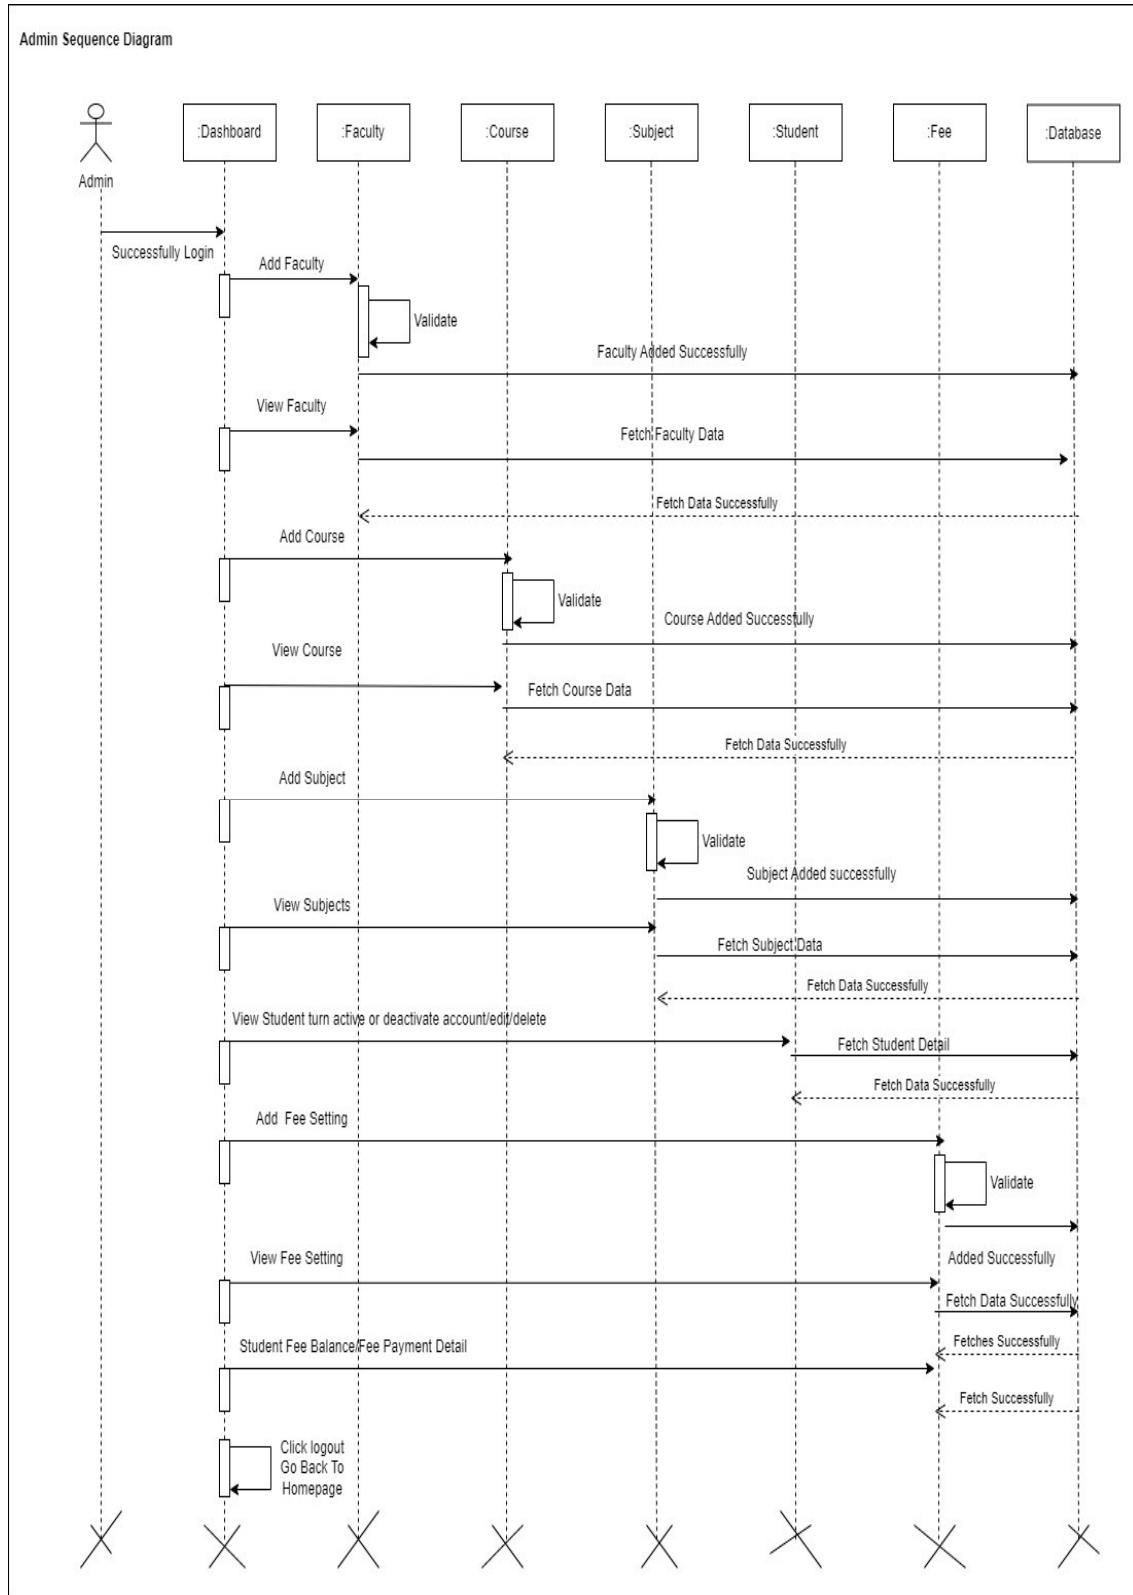 Admin Sequence Diagram
:Dashboard
:Faculty
:Course
:Subject
:Student
:Fee
:Database
Admin
Successfully Login
Add Faculty
Validate
Faculty Added Successfully
View Faculty
Fetch Faculty Data
Fetch Data Successfully
Add Course
Validate
Course Added Successfully
View Course
Fetch Course Data
Fetch Data Successfully
Add Subject
Validate
Subject Added successfully
View Subjects
Fetch Subject Data
Fetch Data Successfully
View Student turn active or deactivate account/edit/delete
Fetch Student Detail
Fetch Data Successfully
Add Fee Setting
Validate
Added Successfully
View Fee Setting
Fetch Data Successfully
Fetches Successfully
Student Fee Balance/Fee Payment Detail
Fetch Successfully
Click logout
Go Back To
Homepage